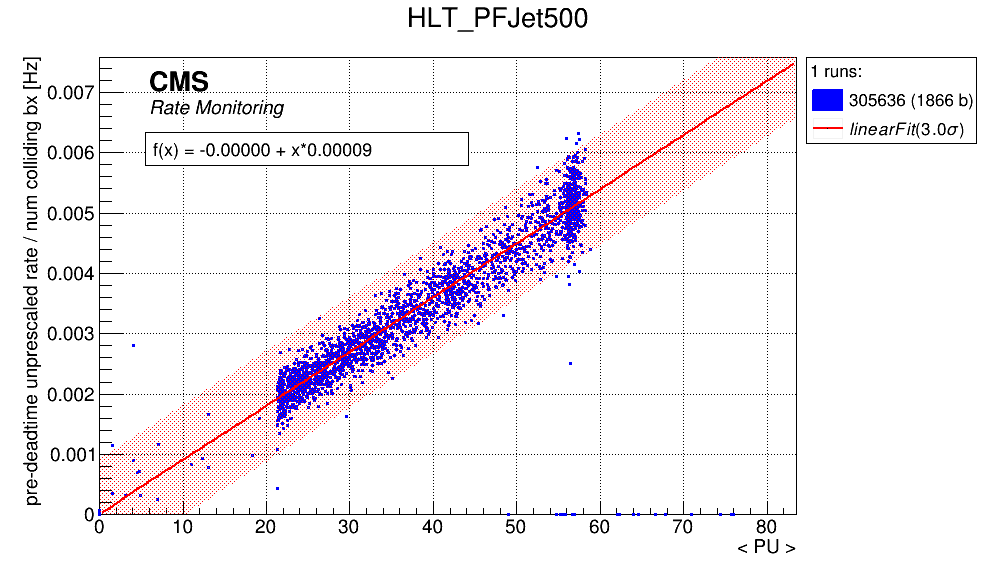 HLT_PFJet500
pre-deadtime unprescaled rate / num colliding bx [Hz]
CMS
Rate Monitoring
f(x) = -0.00000 + x*0.00009
0.007
0.006
0.005
0.004
0.003
0.002
0.001
0
0 10 20 30 40 50 60 70 80
< PU >
1 runs:
305636 (1866 b)
linearFit(3.0σ)